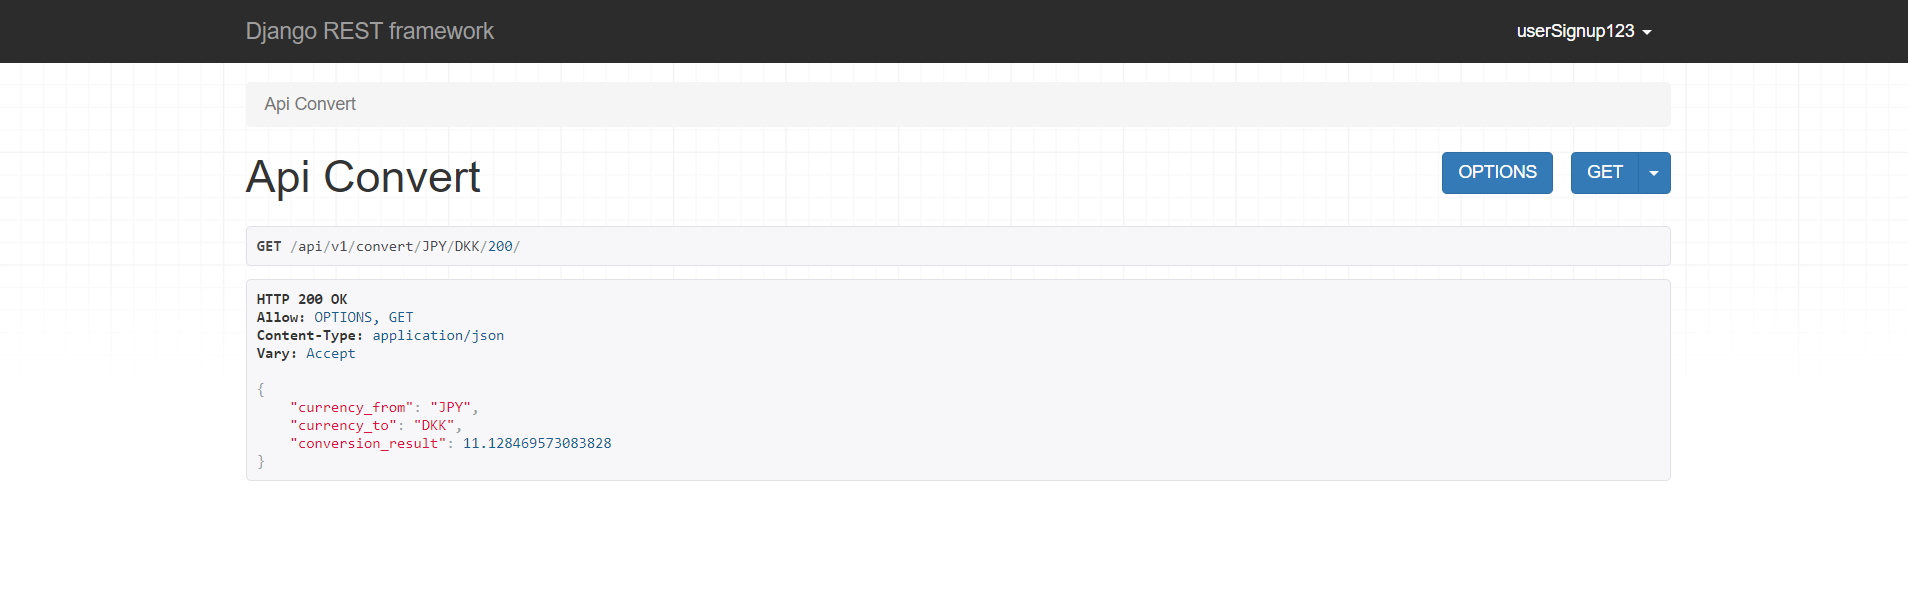 Django REST framework
userSignup123
Api Convert
Api Convert
OPTIONS
GET
GET /api/v1/convert/JPY/DKK/200/
HTTP 200 OK
Allow: OPTIONS, GET
Content-Type: application/json
Vary: Accept
{
    "currency_from": "JPY",
    "currency_to": "DKK",
    "conversion_result": 11.128469573083828
}